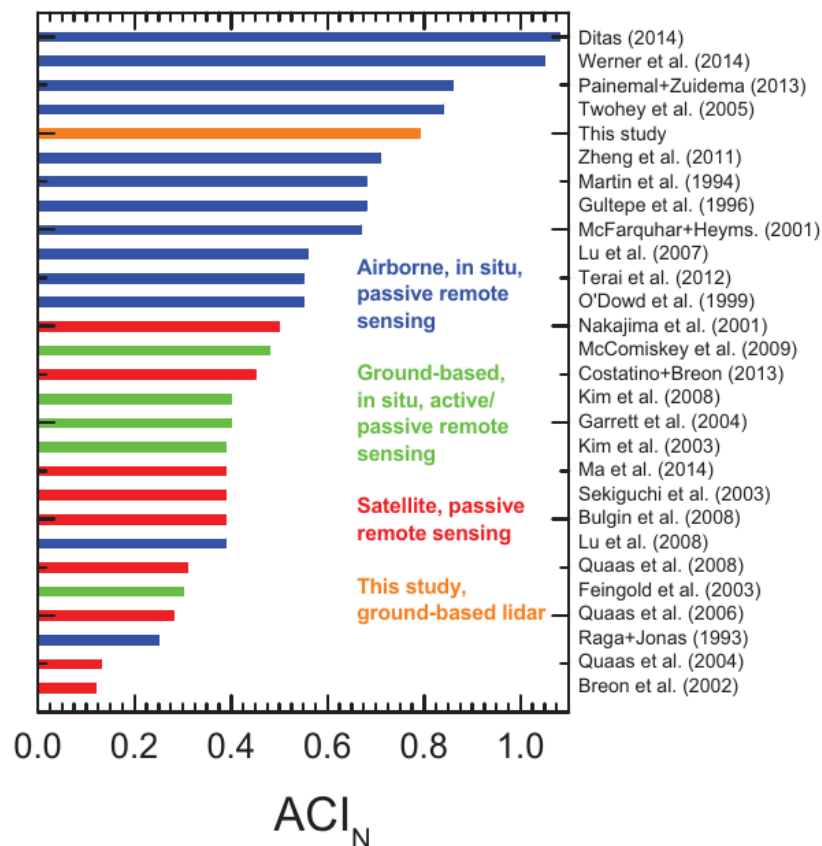 Ditas (2014)
Werner et al. (2014)
Painemal+Zuidema (2013)
Twohey et al. (2005)
This study
Zheng et al. (2011)
Martin et al. (1994)
Gultepe et al. (1996)
McFarquhar+Heyms. (2001)
Lu et al. (2007)
Terai et al. (2012)
O'Dowd et al. (1999)
Nakajima et al. (2001)
McComiskey et al. (2009)
Costatino+Breon (2013)
Kim et al. (2008)
Garrett et al. (2004)
Kim et al. (2003)
Ma et al. (2014)
Sekiguchi et al. (2003)
Bulgin et al. (2008)
Lu et al. (2008)
Quaas et al. (2008)
Feingold et al. (2003)
Quaas et al. (2006)
Raga+Jonas (1993)
Quaas et al. (2004)
Breon et al. (2002)
Airborne, in situ,
passive remote
sensing
Ground-based,
in situ, active/
passive remote
sensing
Satellite, passive
remote sensing
This study,
ground-based lidar
0.0 0.2 0.4 0.6 0.8 1.0
ACI_N